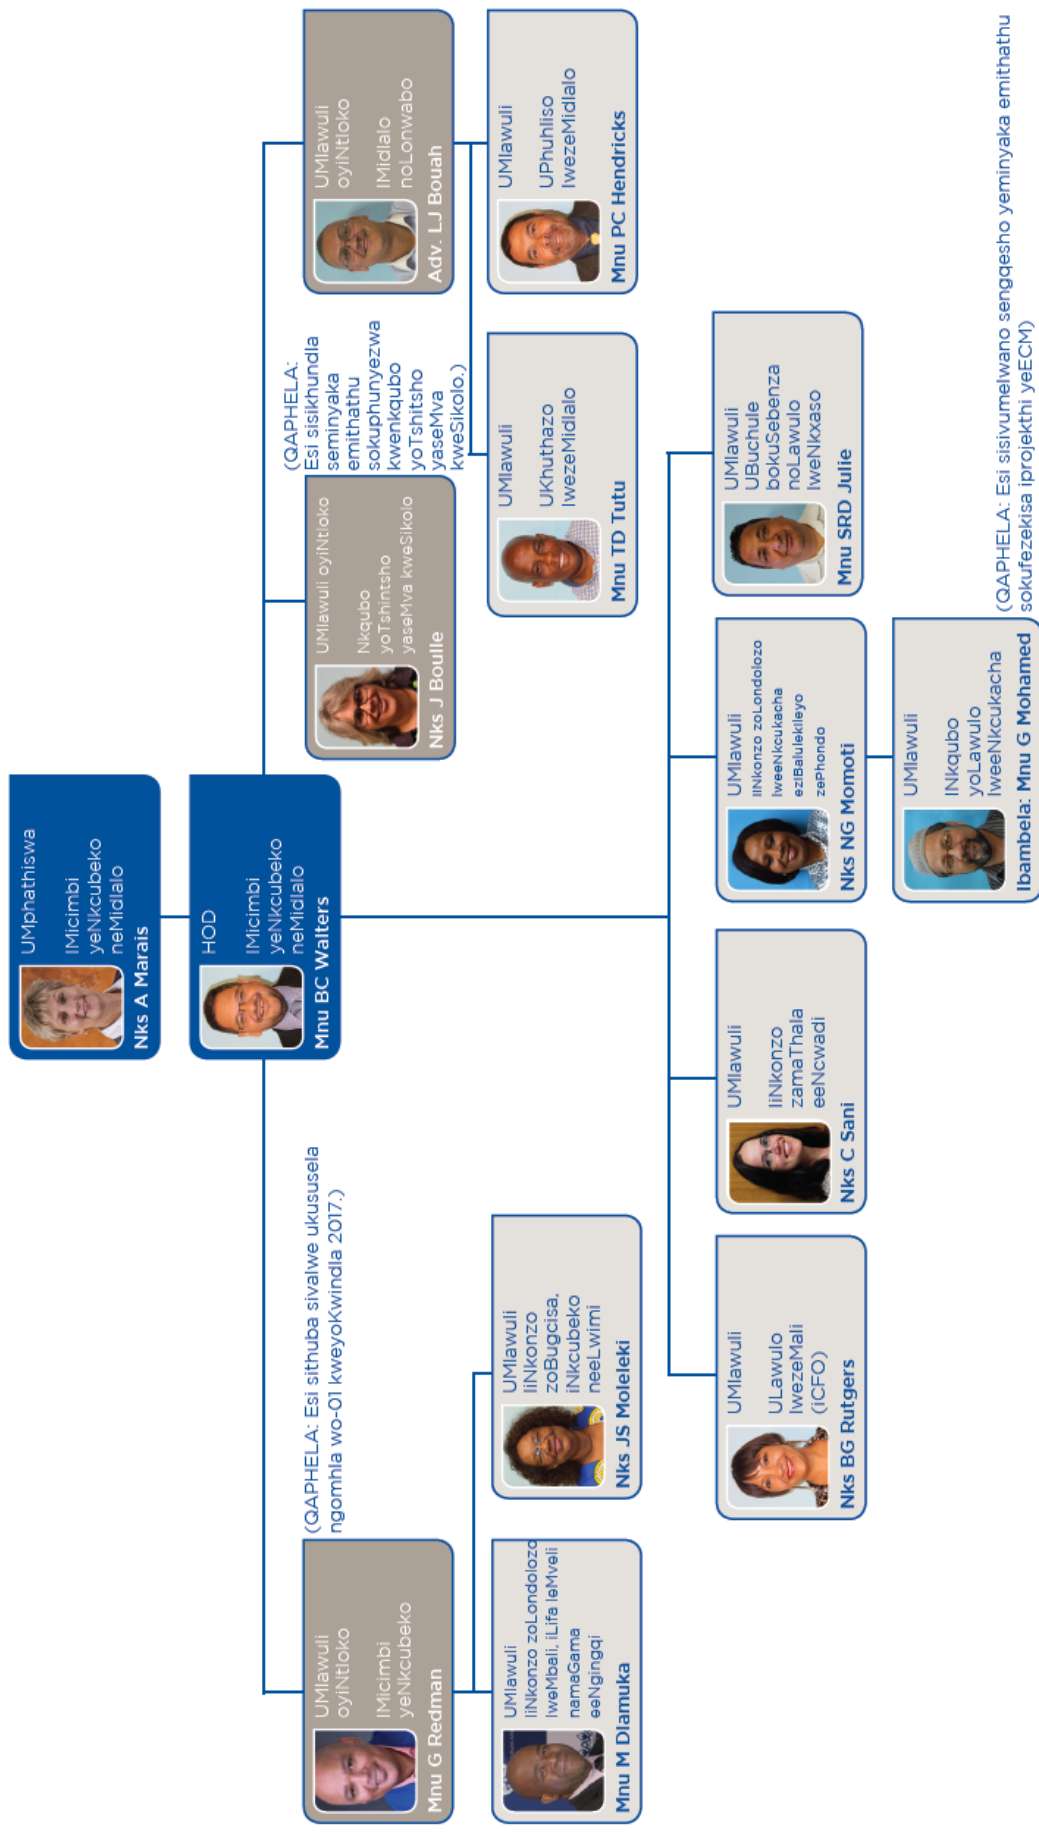 UMphathiswa
IMicimbi
yeNkcubeko
neMidlalo
Nks A Marais
HOD
IMicimbi
yeNkcubeko
neMidlalo
Mnu BC Walters
(QAPHELA: Esi sithuba sivalwe ukususela
ngomhla wo-01 kweyoKwindla 2017.)
UMlawuli
oyiNtloko
IMicimbi
yeNkcubeko
Mnu G Redman
UMlawuli oyiNtloko
Nkqubo
yoTshintsho
yaseMva kweSikolo
Nks J Boulle
(QAPHELA:
Esi sisikhundla
seminyaka
emithathu
sokuphunyezwa
kwenkqubo
yoTshitsho
yaseMva
kweSikolo.)
UMlawuli
oyiNtloko
IMidlalo
noLonwabo
Adv. LJ Bouah
UMlawuli
IiNkonzo zoLondolozo
lweMbali, iLifa leMveli
namaGama
eeNgingqi
Mnu M Dlamuka
UMlawuli
IiNkonzo
zoBugcisa,
iNkcubeko
neeLwimi
Nks JS Moleleki
UMlawuli
UKhuthazo
lwezeMidlalo
Mnu TD Tutu
UMlawuli
UPhuhliso
lwezeMidlalo
Mnu PC Hendricks
UMlawuli
ULawulo
lwezeMali
(iCFO)
Nks BG Rutgers
UMlawuli
IiNkonzo
zamaThala
eeNcwadi
Nks C Sani
UMlawuli
IiNkonzo zoLondolozo
lweeNkcukacha
eziBalulekileyo
zePhondo
Nks NG Momoti
UMlawuli
UBuchule
bokuSebenza
noLawulo
lweNkxaso
Mnu SRD Julie
UMlawuli
INkqubo
yoLawulo
lweeNkcukacha
Ibambela: Mnu G Mohamed
(QAPHELA: Esi sisivumelwano sengqesho yeminyaka emithathu
sokufezekisa iprojekthi yeECM)